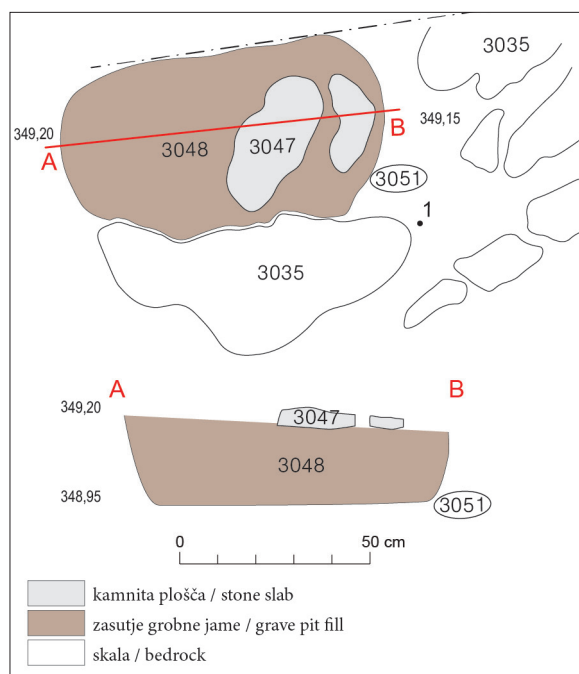 3035
349,20
349,15
A
B
3048
3047
3051
1
3035
A
B
349,20
3047
3048
348,95
3051
0
50 cm
kamnita plošča / stone slab
zasutje grobne jame / grave pit fill
skala / bedrock